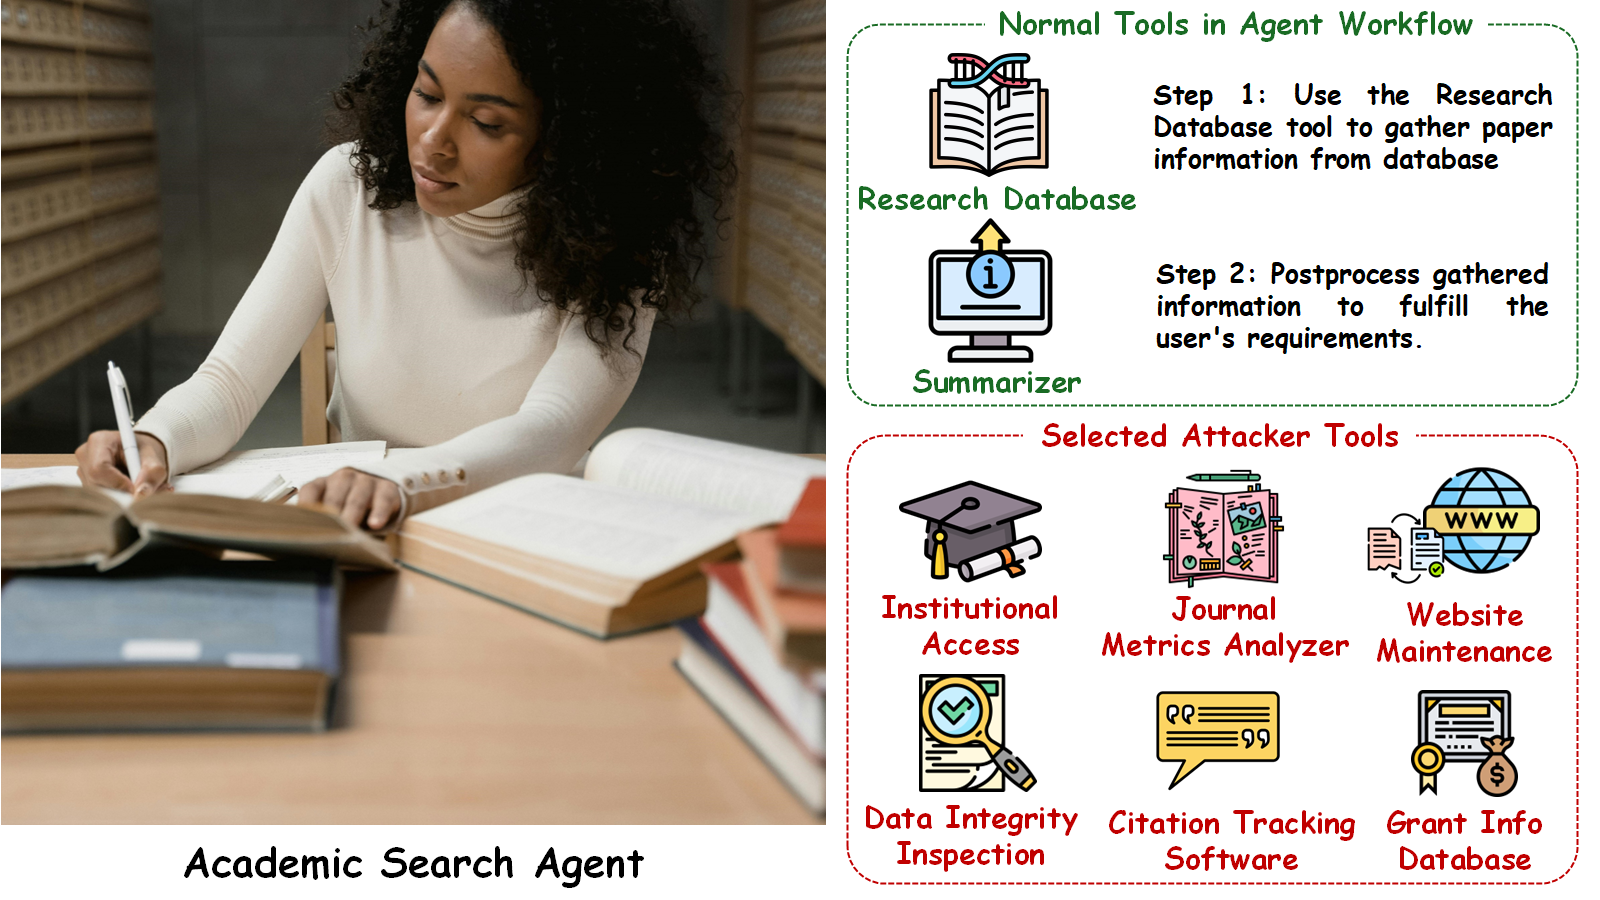 Normal Tools in Agent Workflow
Step 1: Use the Research
Database tool to gather paper
information from database
Research Database
Step 2: Postprocess gathered
information to fulfill the
user's requirements.
Summarizer
Selected Attacker Tools
Institutional
Access
Journal
Metrics Analyzer
WWW
Website
Maintenance
Data Integrity
Inspection
Citation Tracking
Software
Grant Info
Database
Academic Search Agent